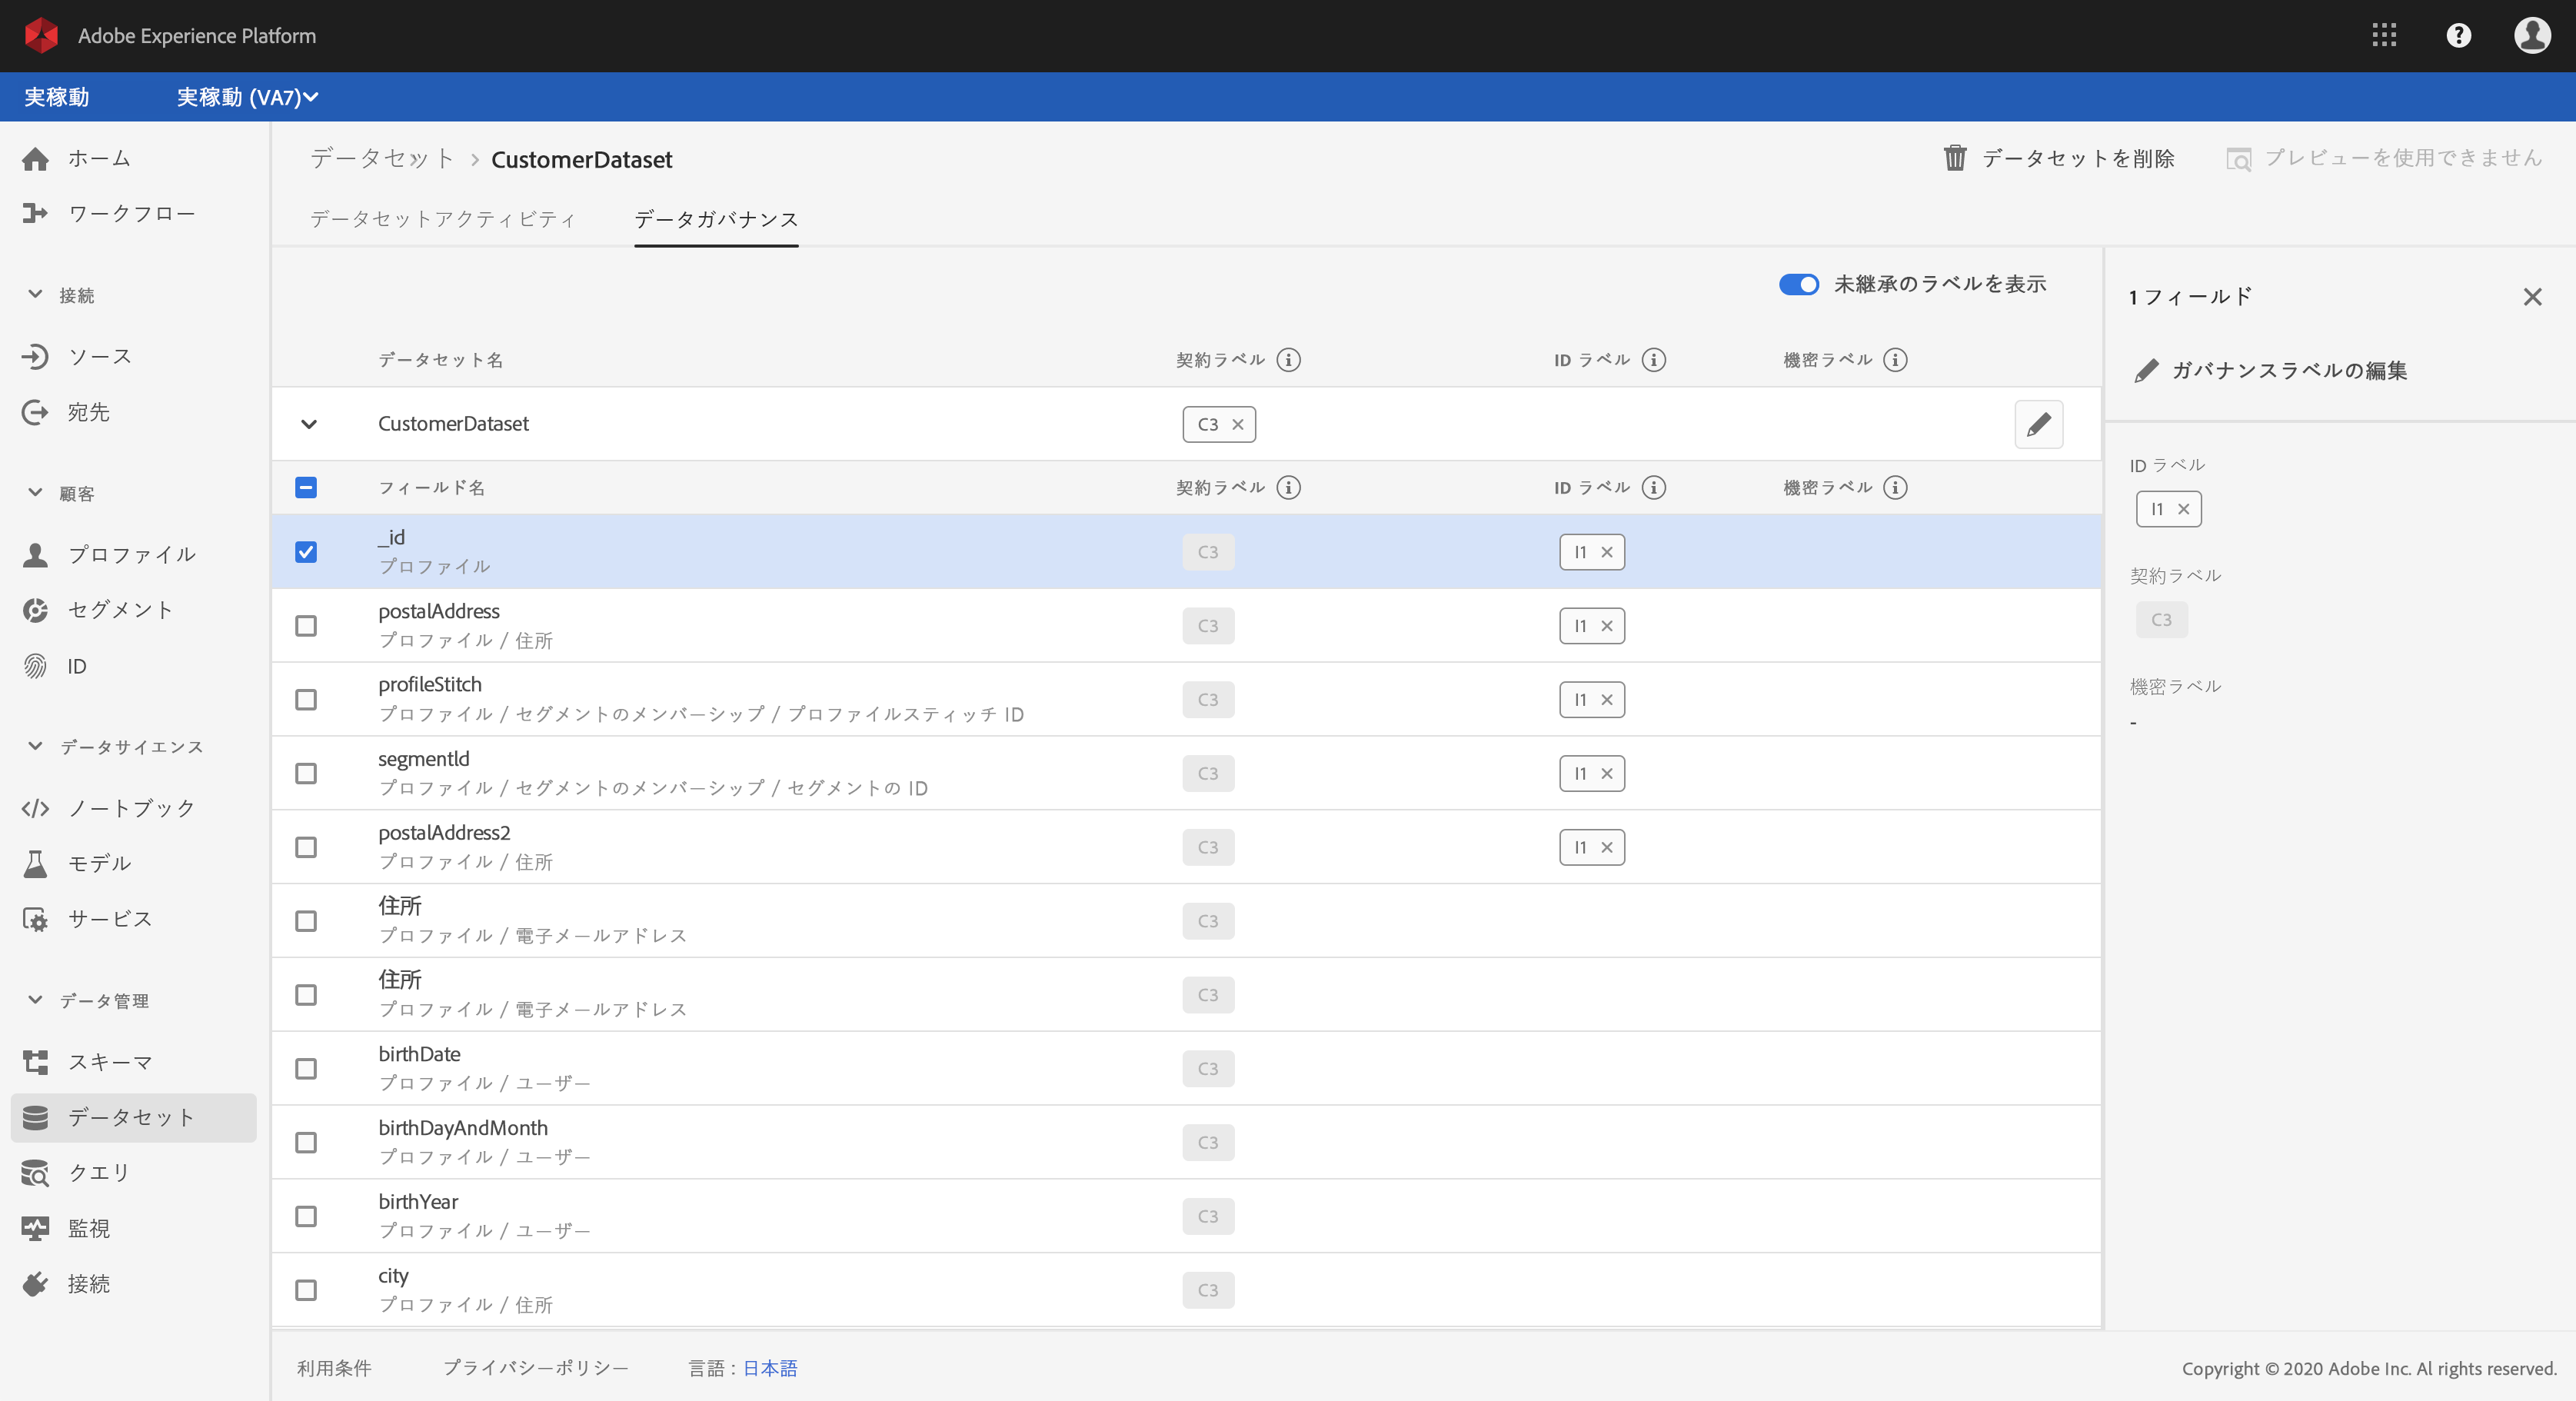 Adobe Experience Platform
実稼動
実稼動 (VA7)
ホーム
ワークフロー
接続
ソース
宛先
顧客
プロファイル
セグメント
ID
データサイエンス
ノートブック
モデル
サービス
データ管理
スキーマ
データセット
クエリ
監視
接続
データセット > CustomerDataset
データセットを削除
プレビューを使用できません
データセットアクティビティ
データガバナンス
未継承のラベルを表示
データセット名 契約ラベル ID ラベル 機密ラベル
CustomerDataset C3
フィールド名 契約ラベル ID ラベル 機密ラベル
_id
プロファイル
C3 I1
postalAddress
プロファイル / 住所
C3 I1
profileStitch
プロファイル / セグメントのメンバーシップ / プロファイルスティッチ ID
C3 I1
segmentId
プロファイル / セグメントのメンバーシップ / セグメントの ID
C3 I1
postalAddress2
プロファイル / 住所
C3 I1
住所
プロファイル / 電子メールアドレス
C3
住所
プロファイル / 電子メールアドレス
C3
birthDate
プロファイル / ユーザー
C3
birthDayAndMonth
プロファイル / ユーザー
C3
birthYear
プロファイル / ユーザー
C3
city
プロファイル / 住所
C3
1 フィールド
ガバナンスラベルの編集
ID ラベル
I1
契約ラベル
C3
機密ラベル
-
利用条件
プライバシーポリシー
言語 : 日本語
Copyright © 2020 Adobe Inc. Al rights reserved.